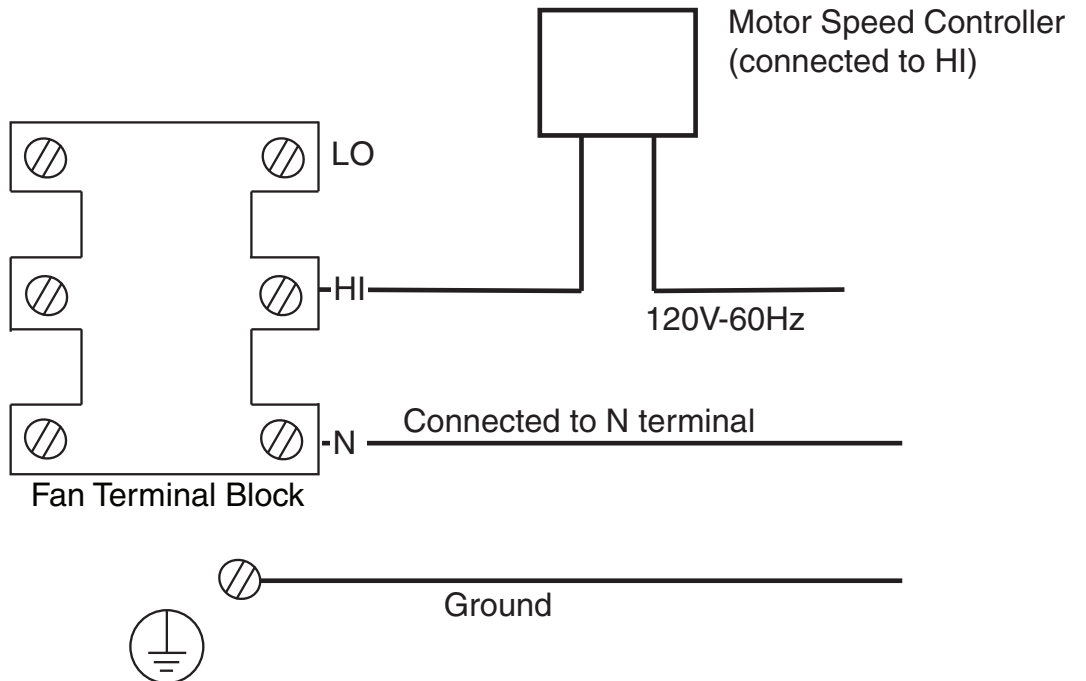 Motor Speed Controller
(connected to HI)
LO
HI
120V-60Hz
Connected to N terminal
N
Fan Terminal Block
Ground